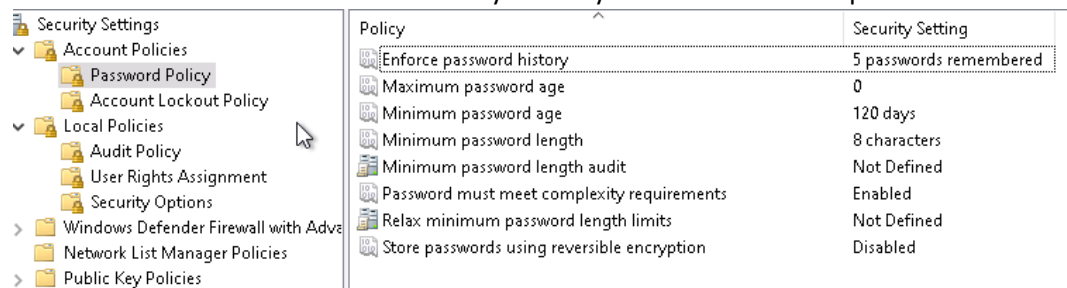 Security Settings
Account Policies
Password Policy
Account Lockout Policy
Local Policies
Audit Policy
User Rights Assignment
Security Options
Windows Defender Firewall with Adva
Network List Manager Policies
Public Key Policies
Policy Security Setting
Enforce password history 5 passwords remembered
Maximum password age 0
Minimum password age 120 days
Minimum password length 8 characters
Minimum password length audit Not Defined
Password must meet complexity requirements Enabled
Relax minimum password length limits Not Defined
Store passwords using reversible encryption Disabled